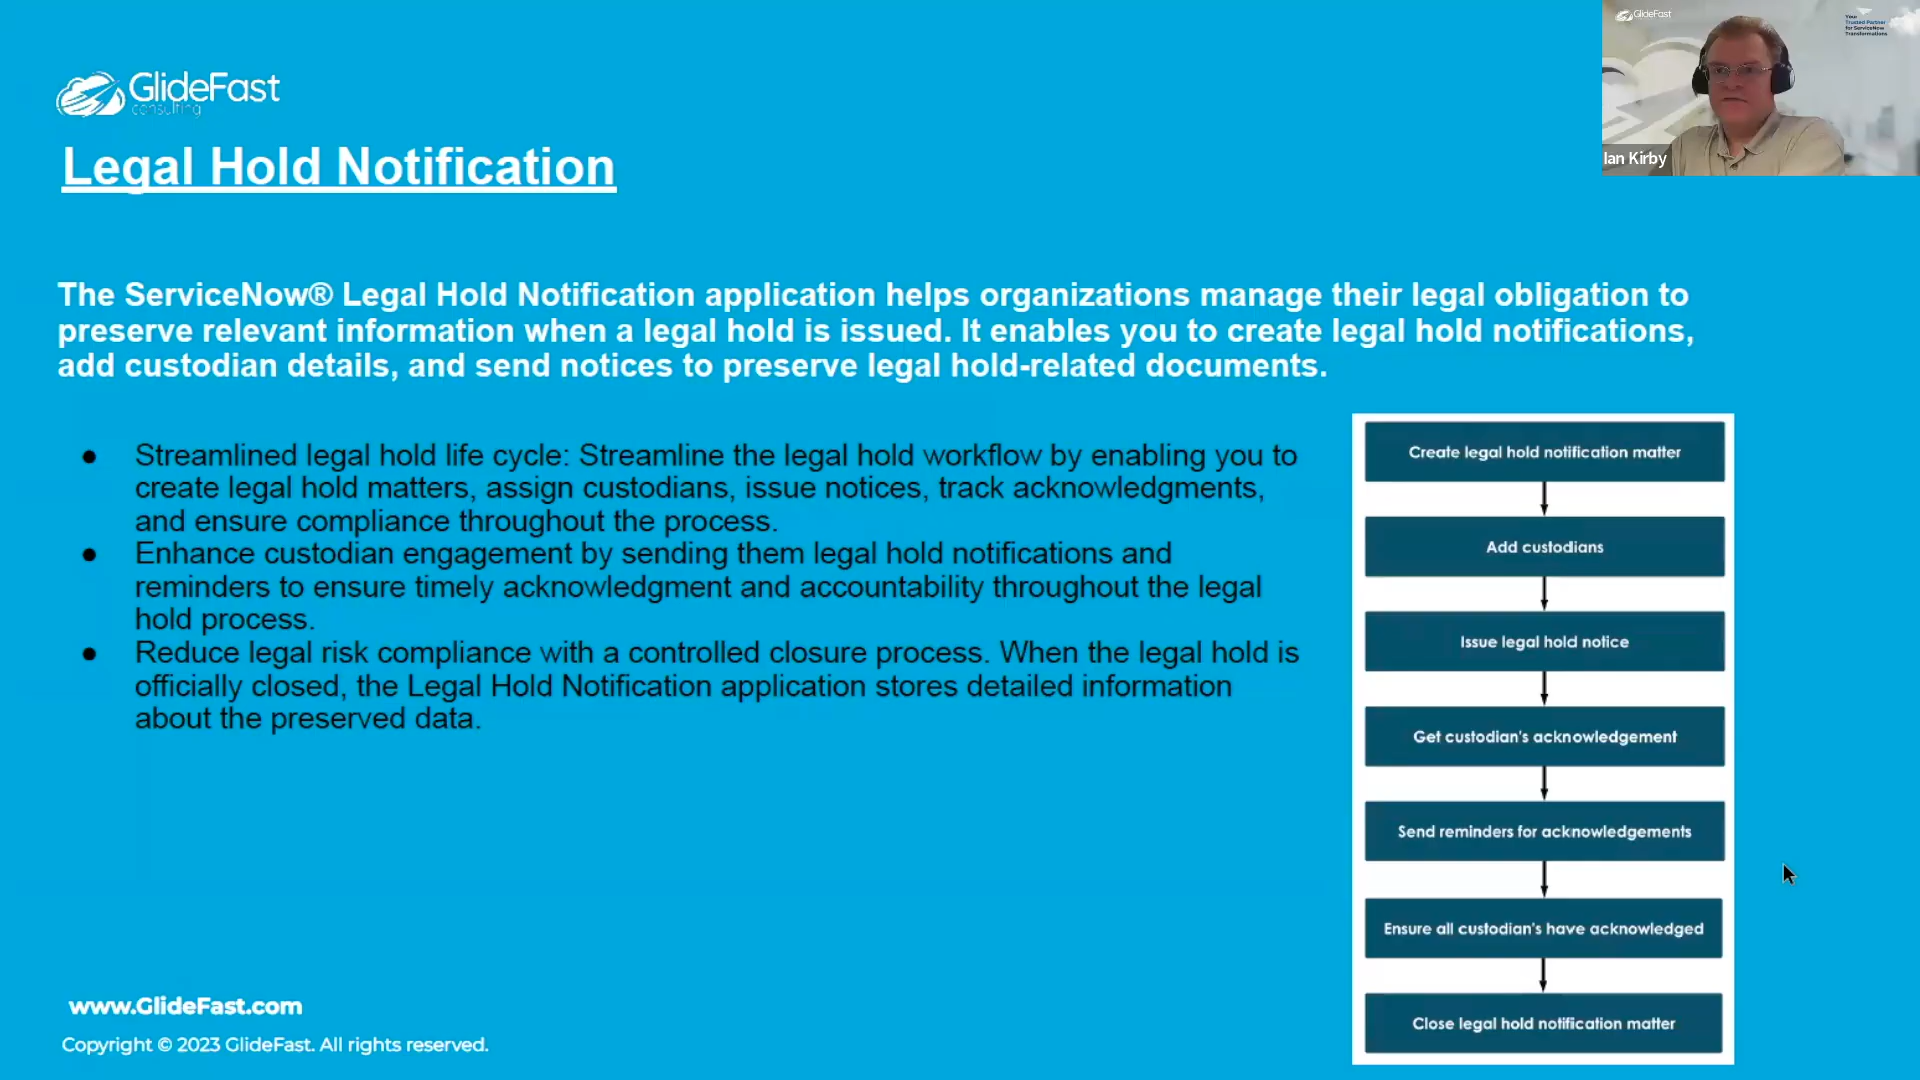 GlideFast
consulting
Legal Hold Notification
The ServiceNow® Legal Hold Notification application helps organizations manage their legal obligation to
preserve relevant information when a legal hold is issued. It enables you to create legal hold notifications,
add custodian details, and send notices to preserve legal hold-related documents.
● Streamlined legal hold life cycle: Streamline the legal hold workflow by enabling you to
create legal hold matters, assign custodians, issue notices, track acknowledgments,
and ensure compliance throughout the process.
● Enhance custodian engagement by sending them legal hold notifications and
reminders to ensure timely acknowledgment and accountability throughout the legal
hold process.
● Reduce legal risk compliance with a controlled closure process. When the legal hold is
officially closed, the Legal Hold Notification application stores detailed information
about the preserved data.
Create legal hold notification matter
Add custodians
Issue legal hold notice
Get custodian's acknowledgement
Send reminders for acknowledgements
Ensure all custodian's have acknowledged
Close legal hold notification matter
www.GlideFast.com
Copyright © 2023 GlideFast. All rights reserved.
GlideFast
Your
Trusted Partner
for ServiceNow
Transformations
Ian Kirby